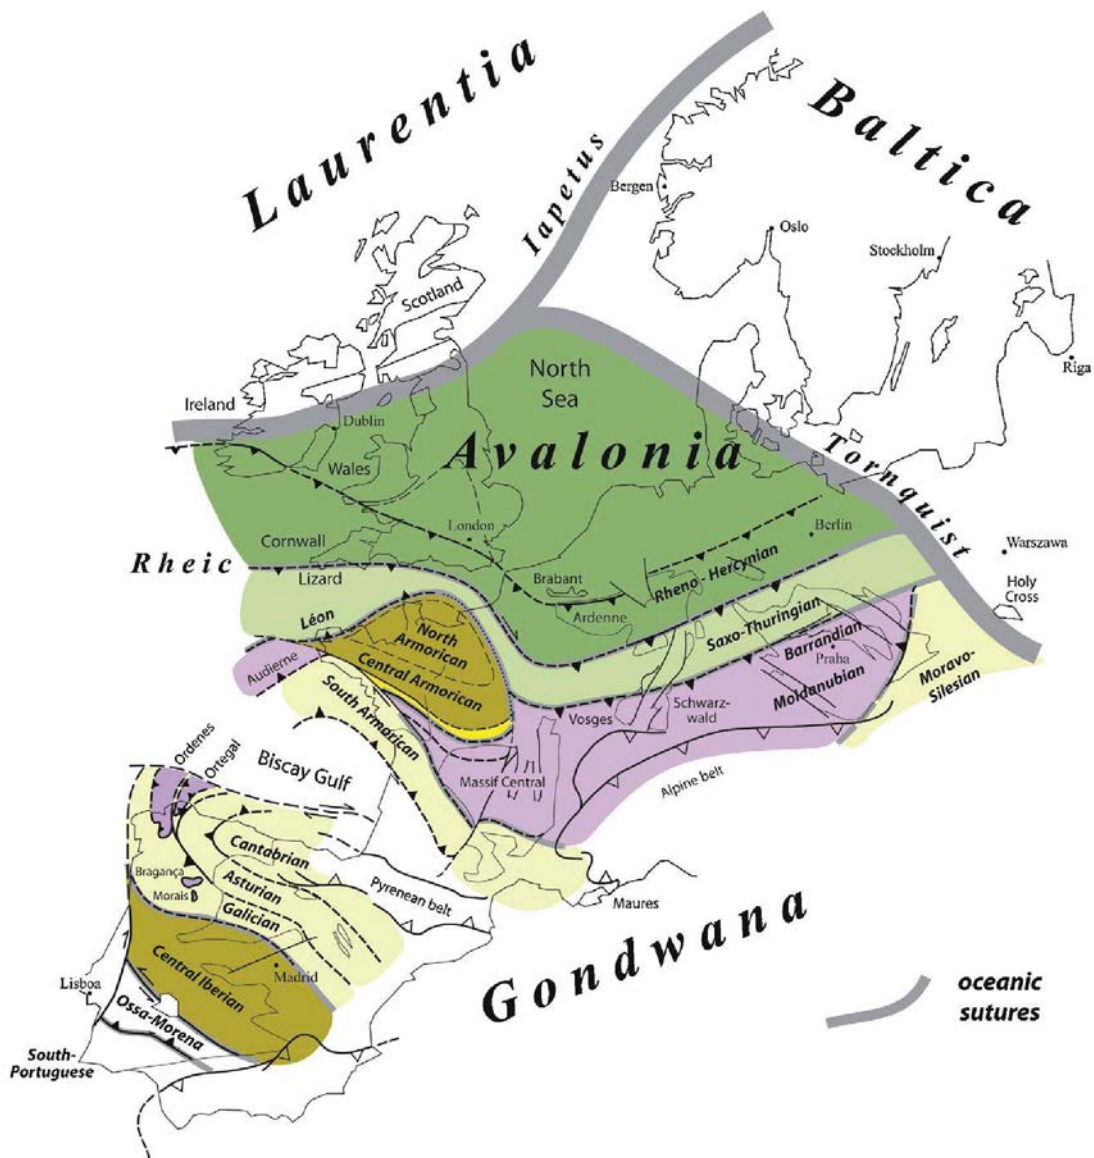 Laurentia
Baltica
Iapetus
Bergen
Oslo
Stockholm
Scotland
Riga
North
Sea
Ireland
Dublin
Avalonia
Tornquist
Wales
London
Berlin
Cornwall
Rheic
Warszawa
Lizard
Brabant
Rheno - Hercynian
Holy
Cross
Léon
Ardenne
North
Armorican
Saxo-Thuringian
Barrandian
Praha
Audierne
Central Armorican
Moldanubian
Moravo-
Silesian
South Armorican
Vosges
Schwarz-
wald
Ordenes
Ortegal
Biscay Gulf
Massif Central
Alpine belt
Cantabrian
Bragança
Asturian
Pyrenean belt
Morais
Galician
Maures
Gondwana
Central Iberian
Madrid
Lisboa
Ossa-Morena
oceanic
sutures
South-
Portuguese